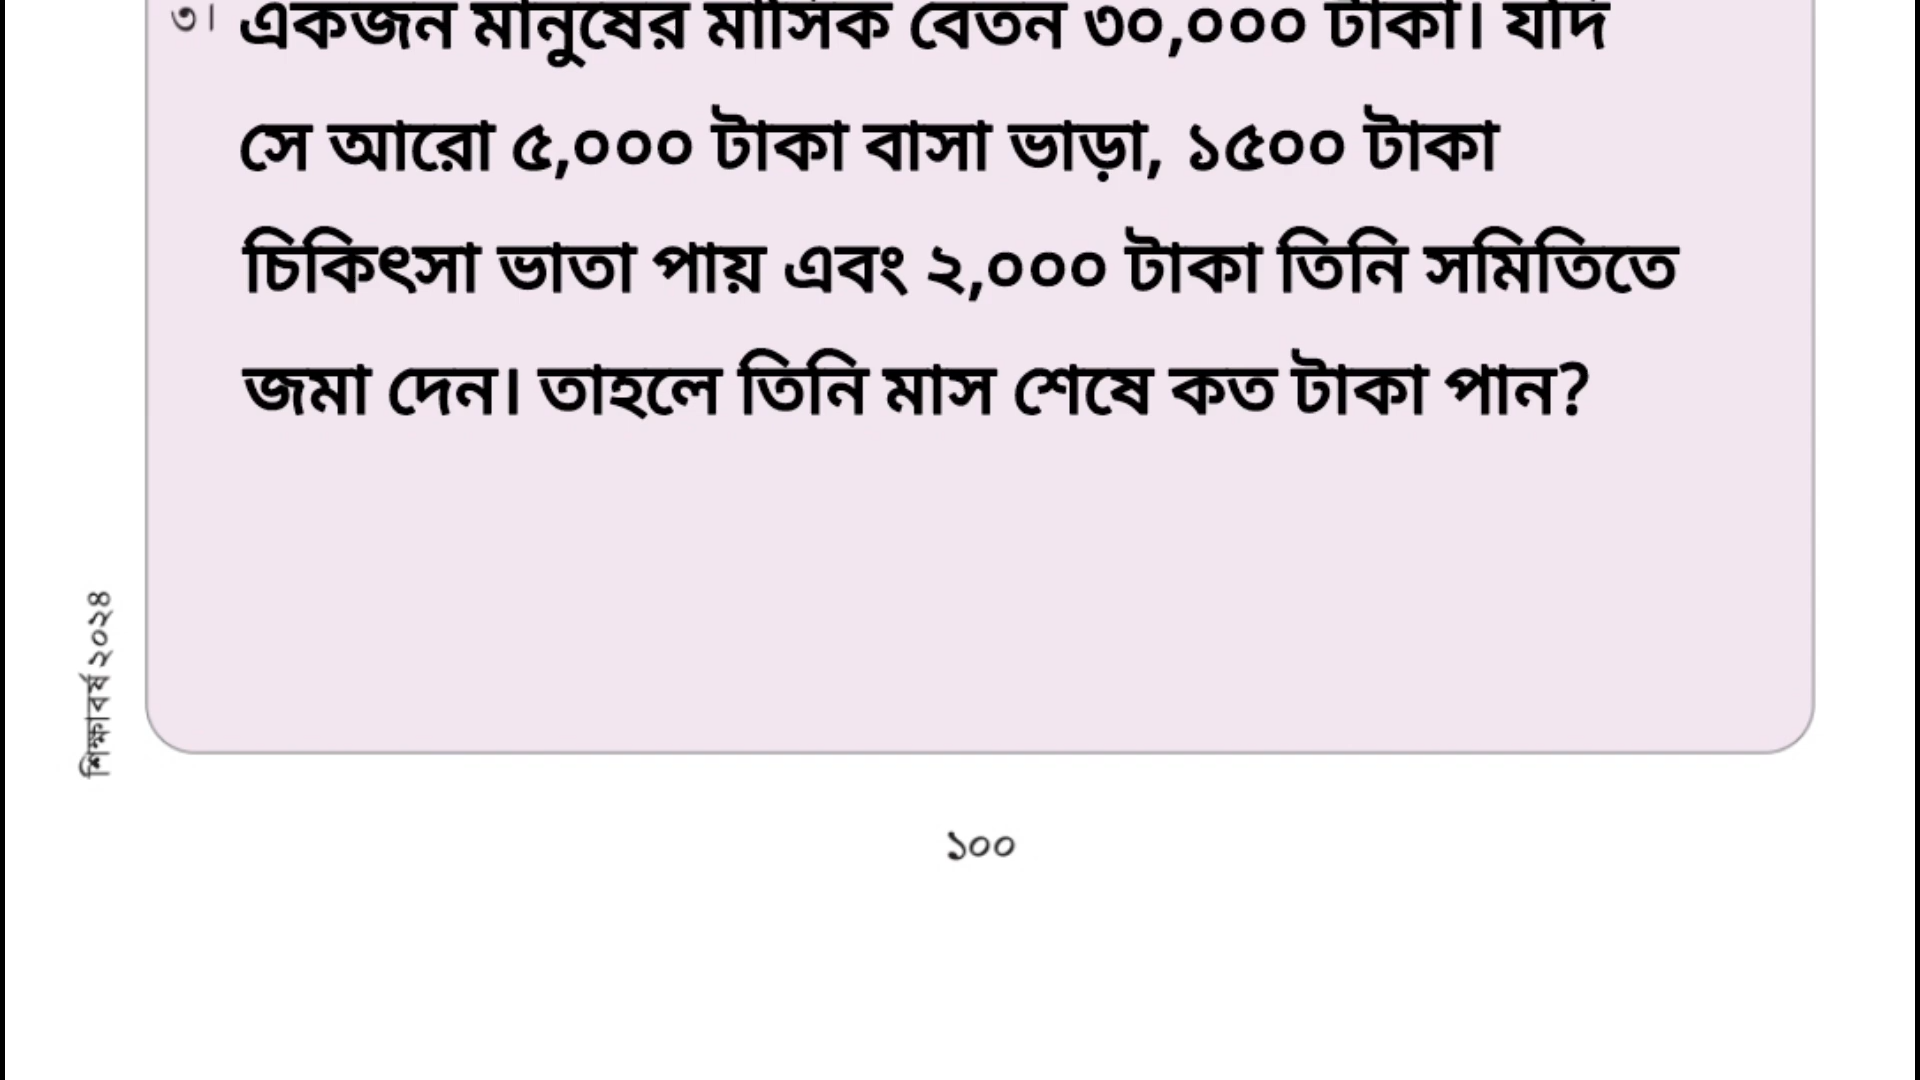 ৩। একজন মানুষের মাসিক বেতন ৩০,০০০ টাকা। যদি
সে আরো ৫,০০০ টাকা বাসা ভাড়া, ১৫০০ টাকা
চিকিৎসা ভাতা পায় এবং ২,০০০ টাকা তিনি সমিতিতে
জমা দেন। তাহলে তিনি মাস শেষে কত টাকা পান?
শিক্ষাবর্ষ ২০২৪
১০০